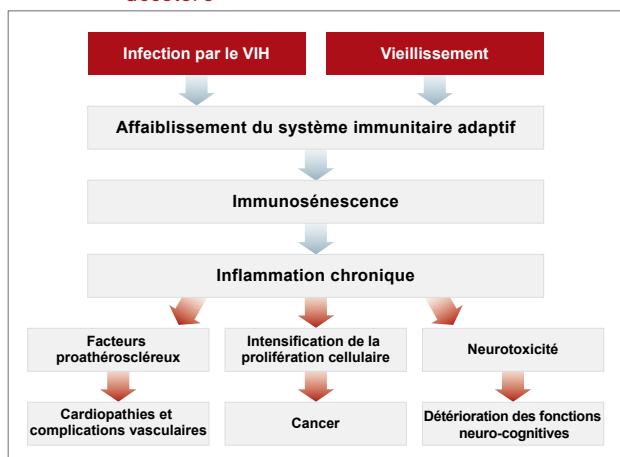 Infection par le VIH
Vieillissement
Affaiblissement du système immunitaire adaptif
Immunosénescence
Inflammation chronique
Facteurs
proathéroscléreux
Intensification de la
prolifération cellulaire
Neurotoxicité
Cardiopathies et
complications vasculaires
Cancer
Détérioration des fonctions
neuro-cognitives